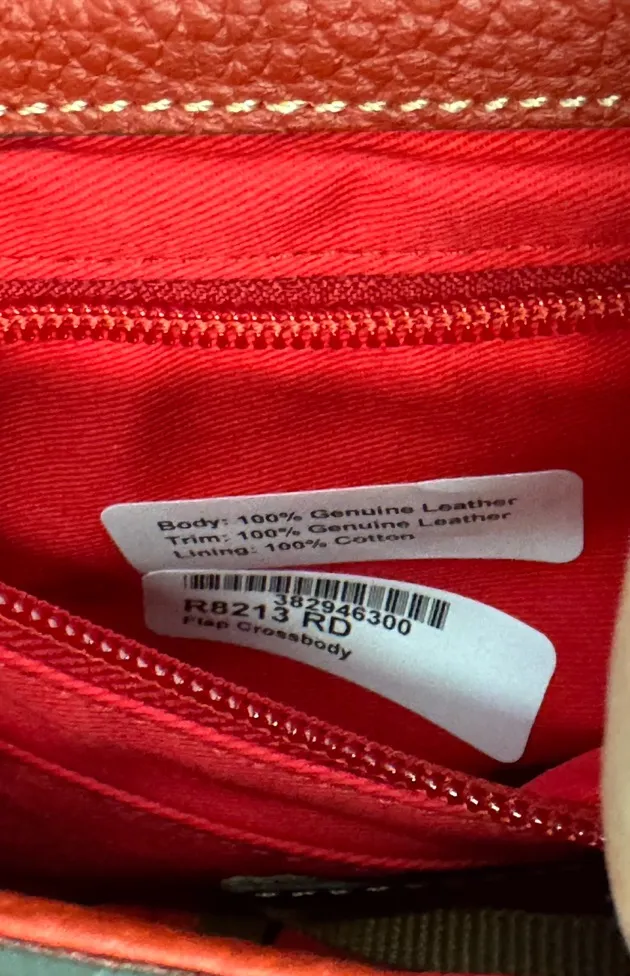 Body: 100% Genuine Leather
Trim: 100% Genuine Leather
Lining: 100% Cotton
382946300
R8213 RD
Flap Crossbody